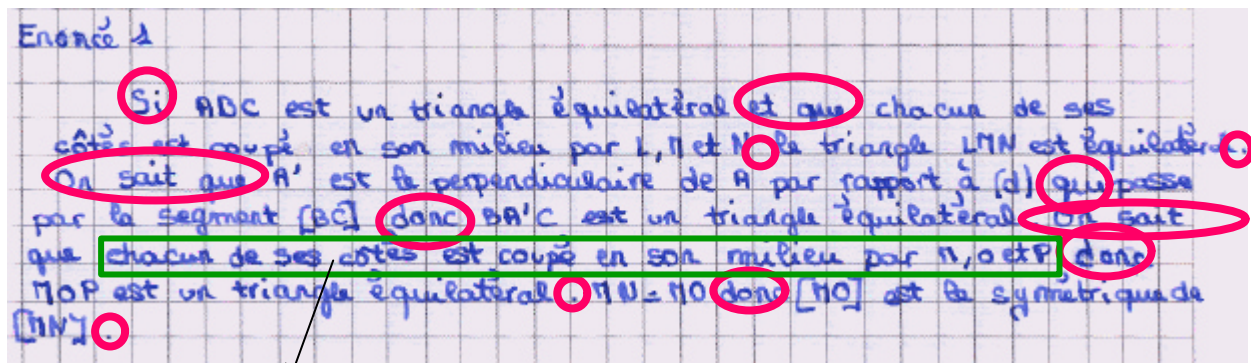 Enoncé 1
Si ABC est un triangle équilatéral et que chacun de ses
côtés est coupé en son milieu par L, M et N, le triangle LMN est équilatéral.
On sait que A' est le perpendiculaire de A par rapport à (d) qui passe
par le segment [BC] donc BA'C est un triangle équilatéral. On sait
que chacun de ses côtés est coupé en son milieu par M, O et P donc
MOP est un triangle équilatéral. MN = MO donc [MO] est le symétrique de
[MN].